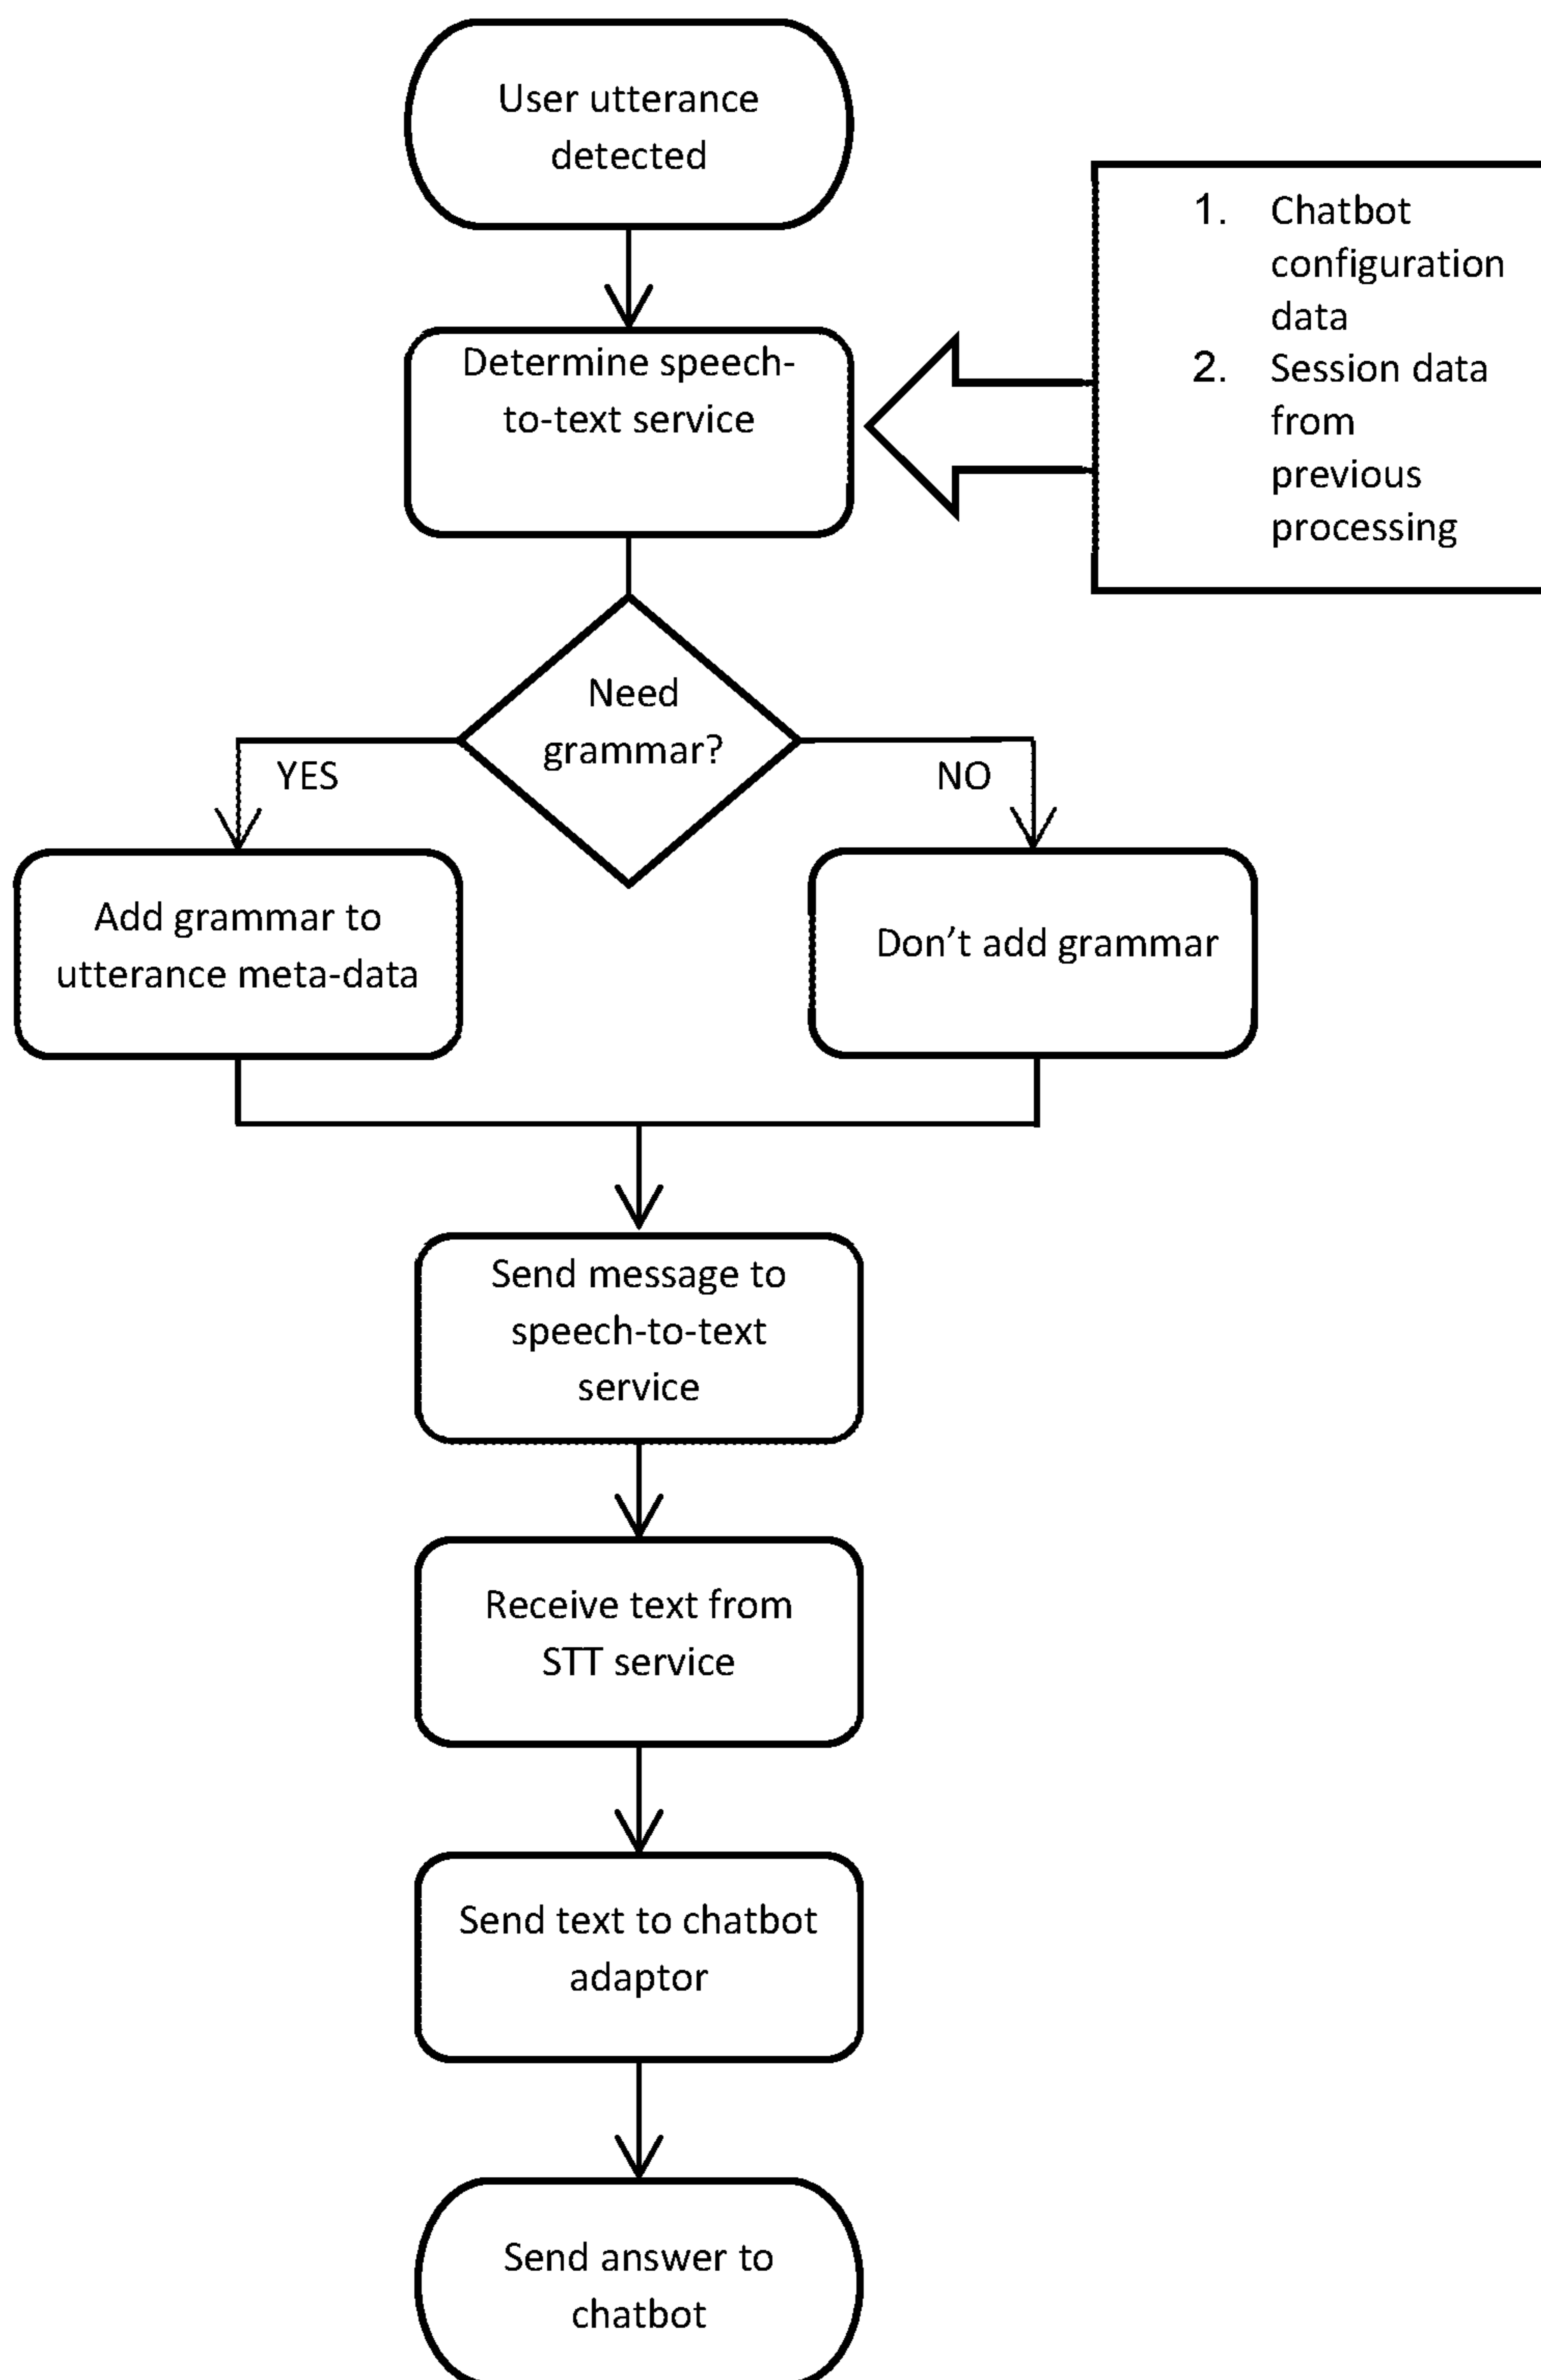 User utterance
detected
1. Chatbot
configuration
data
2. Session data
from
previous
processing
Determine speech-
to-text service
Need
grammar?
YES
NO
Add grammar to
utterance meta-data
Don’t add grammar
Send message to
speech-to-text
service
Receive text from
STT service
Send text to chatbot
adaptor
Send answer to
chatbot